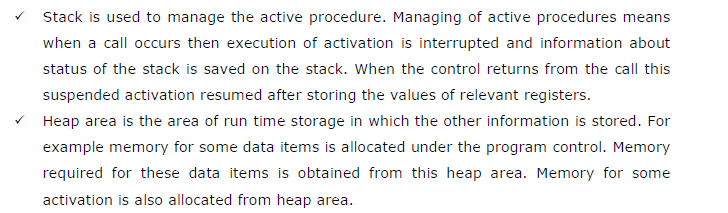 ✓ Stack is used to manage the active procedure. Managing of active procedures means
when a call occurs then execution of activation is interrupted and information about
status of the stack is saved on the stack. When the control returns from the call this
suspended activation resumed after storing the values of relevant registers.
✓ Heap area is the area of run time storage in which the other information is stored. For
example memory for some data items is allocated under the program control. Memory
required for these data items is obtained from this heap area. Memory for some
activation is also allocated from heap area.